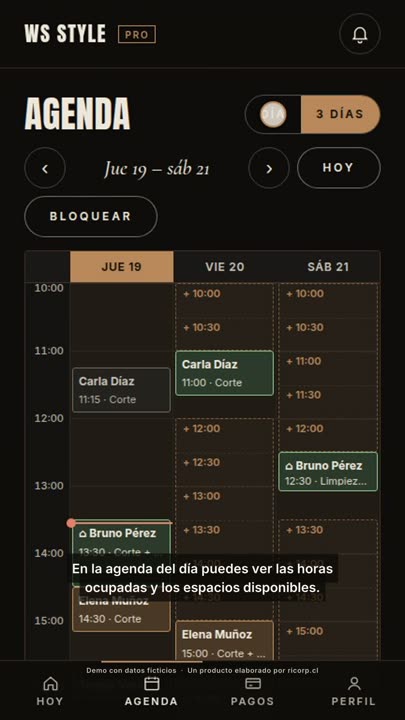 WS STYLE PRO
AGENDA
DÍA
3 DÍAS
‹ Jue 19 – sáb 21 › HOY
BLOQUEAR
JUE 19 VIE 20 SÁB 21
10:00
+ 10:00
+ 10:00
+ 10:30
+ 10:30
11:00
Carla Díaz
11:00 · Corte
+ 11:00
Carla Díaz
11:15 · Corte
+ 11:30
12:00
+ 12:00
+ 12:00
+ 12:30
⌂ Bruno Pérez
12:30 · Limpiez...
13:00
+ 13:00
⌂ Bruno Pérez
13:30 · Corte + ...
+ 13:30
+ 13:30
14:00
En la agenda del día puedes ver las horas
ocupadas y los espacios disponibles.
Elena Muñoz
14:30 · Corte
+ 14:30
15:00
Elena Muñoz
15:00 · Corte + ...
+ 15:00
Demo con datos ficticios · Un producto elaborado por ricorp.cl
HOY AGENDA PAGOS PERFIL